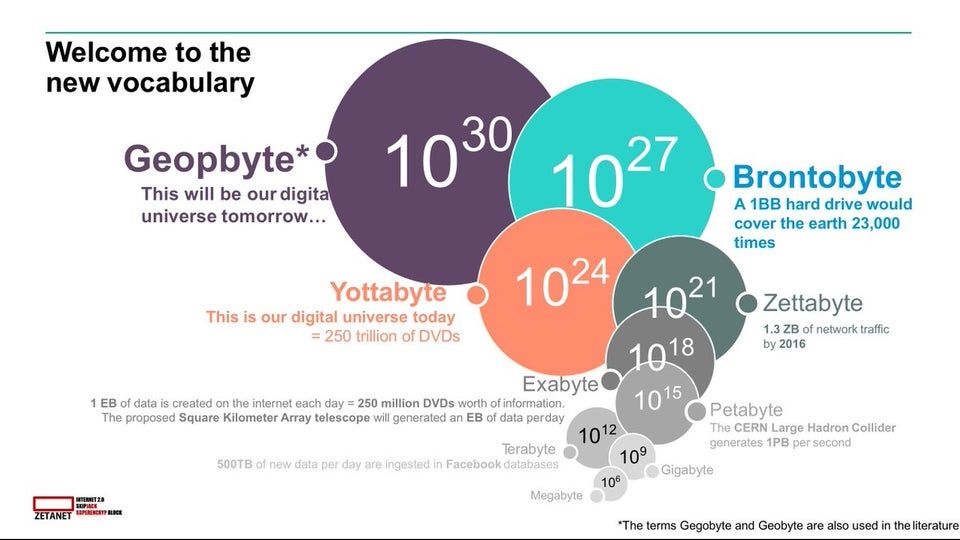 Welcome to the
new vocabulary
10^30
10^27
Geopbyte*
This will be our digita
universe tomorrow…
Brontobyte
A 1BB hard drive would
cover the earth 23,000
times
10^24
Yottabyte
This is our digital universe today
= 250 trillion of DVDs
10^21
Zettabyte
1.3 ZB of network traffic
by 2016
10^18
Exabyte
1 EB of data is created on the internet each day = 250 million DVDs worth of information.
The proposed Square Kilometer Array telescope will generated an EB of data per day
10^15
Petabyte
The CERN Large Hadron Collider
generates 1PB per second
10^12
Terabyte
500TB of new data per day are ingested in Facebook databases
10^9
Gigabyte
10^6
Megabyte
ZETANET
INTERNET 2.0
SKIPJACK
SUPERENCRYP BLOCK
*The terms Gegobyte and Geobyte are also used in the literature